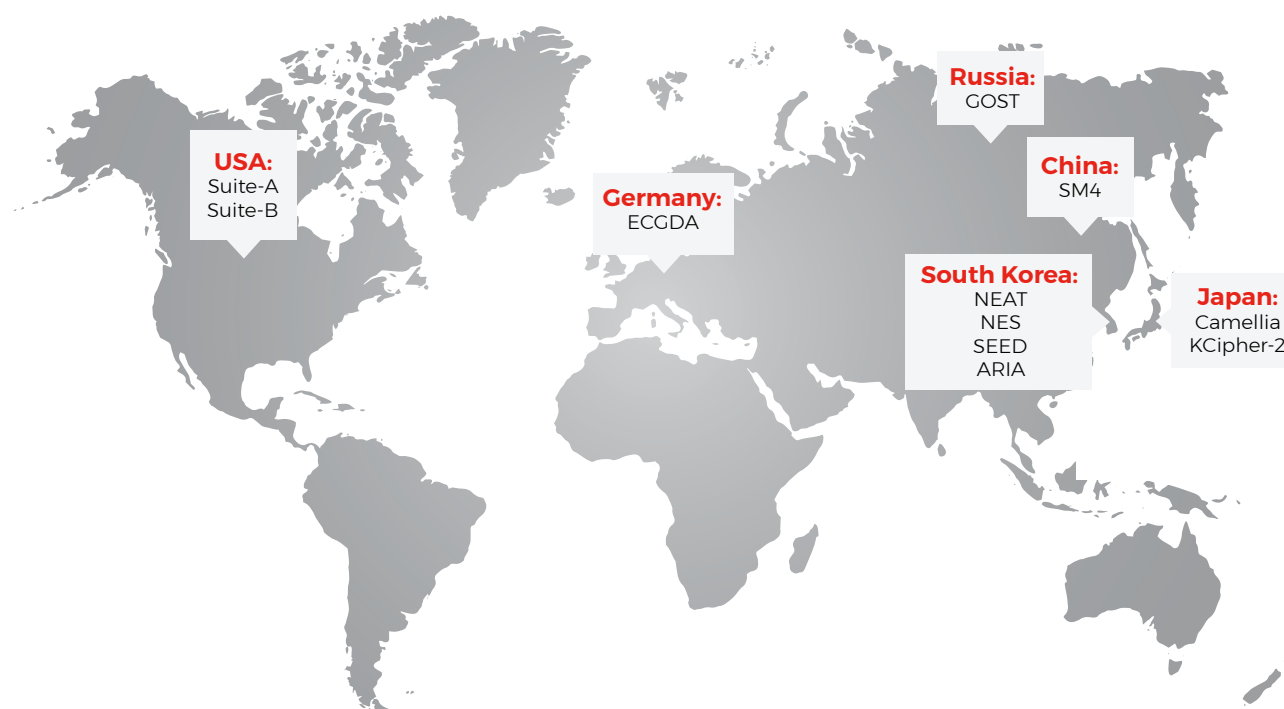 USA:
Suite-A
Suite-B
Germany:
ECGDA
Russia:
GOST
China:
SM4
South Korea:
NEAT
NES
SEED
ARIA
Japan:
Camellia
KCipher-2